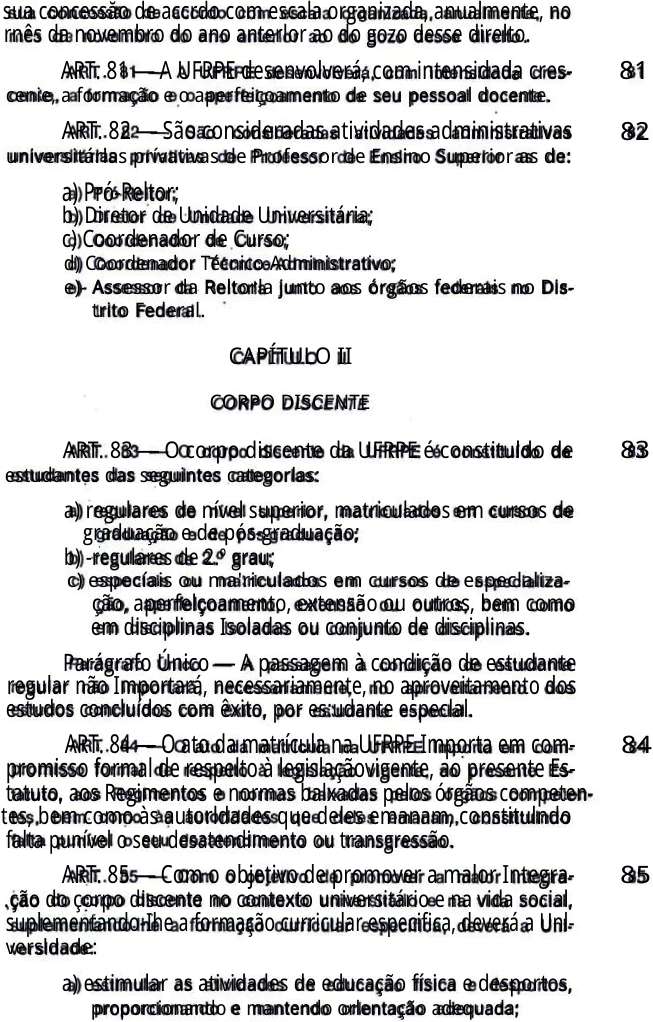 sua concessão de acordo com escala organizada, anualmente, no
mês da novembro do ano anterior ao do gozo desse direito.
ART. 81 — A UFRPE desenvolverá, com intensidada cres- 81
cente, a formação e o aperfeiçoamento de seu pessoal docente.
ART. 82 — São consideradas atividades administrativas 82
universitárias privativas de Professor de Ensino Superior as de:
a) Pró-Reitor;
b) Diretor de Unidade Universitária;
c) Coordenador de Curso;
d) Coordenador Técnico-Administrativo;
e) Assessor da Reitoria junto aos órgãos federais no Dis-
trito Federal.
CAPÍTULO II
CORPO DISCENTE
ART. 83 — O corpo discente da UFRPE é constituído de 83
estudantes das seguintes categorias:
a) regulares de nível superior, matriculados em cursos de
graduação e de pós-graduação;
b) regulares de 2.º grau;
c) especiais ou matriculados em cursos de especializa-
ção, aperfeiçoamento, extensão ou outros, bem como
em disciplinas Isoladas ou conjunto de disciplinas.
Parágrafo Único — A passagem à condição de estudante
regular não Importará, necessariamente, no aproveitamento dos
estudos concluídos com êxito, por estudante especial.
ART. 84 — O ato da matrícula na UFRPE Importa em com- 84
promisso formal de respeito à legislação vigente, ao presente Es-
tatuto, aos Regimentos e normas baixadas pelos órgãos competen-
tes, bem como às autoridades que deles emanam, constituindo
falta punível o seu desatendimento ou transgressão.
ART. 85 — Com o objetivo de promover a maior Integra- 85
ção do corpo discente no contexto universitário e na vida social,
suplementando-lhe a formação curricular especifica, deverá a Uni-
versidade:
a) estimular as atividades de educação física e desportos,
proporcionando e mantendo orientação adequada;